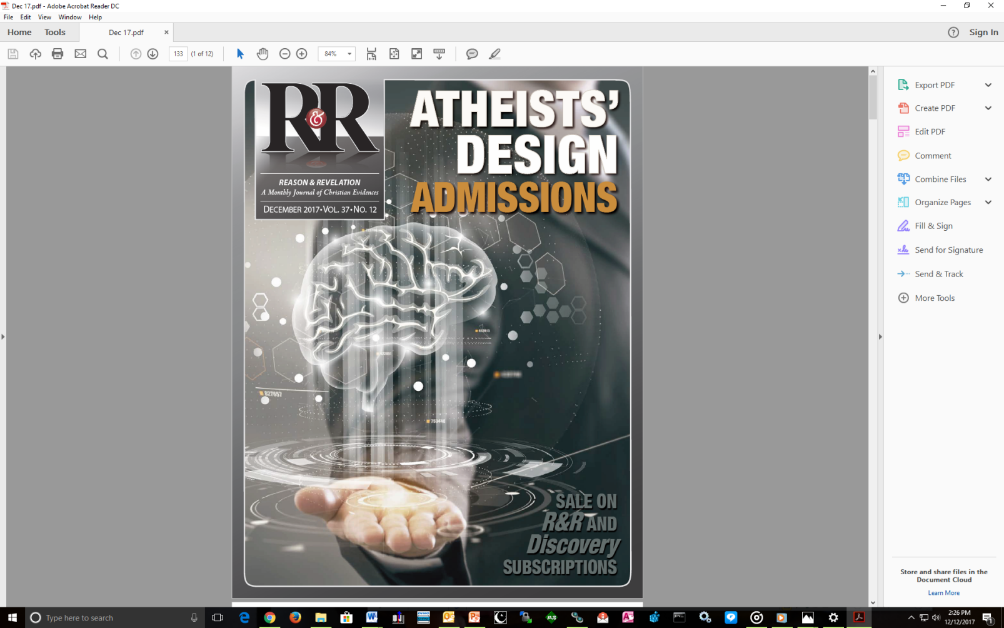 Dec 17.pdf - Adobe Acrobat Reader DC
File Edit View Window Help
Home Tools Dec 17.pdf × Sign In
133 (1 of 12) 84%
Export PDF
Create PDF
Edit PDF
Comment
Combine Files
Organize Pages
Fill & Sign
Send for Signature
Send & Track
More Tools
Store and share files in the
Document Cloud
Learn More
R&R
REASON & REVELATION
A Monthly Journal of Christian Evidences
DECEMBER 2017•VOL. 37•NO. 12
ATHEISTS’
DESIGN
ADMISSIONS
SALE ON
R&R AND
Discovery
SUBSCRIPTIONS
Type here to search
2:26 PM
12/12/2017